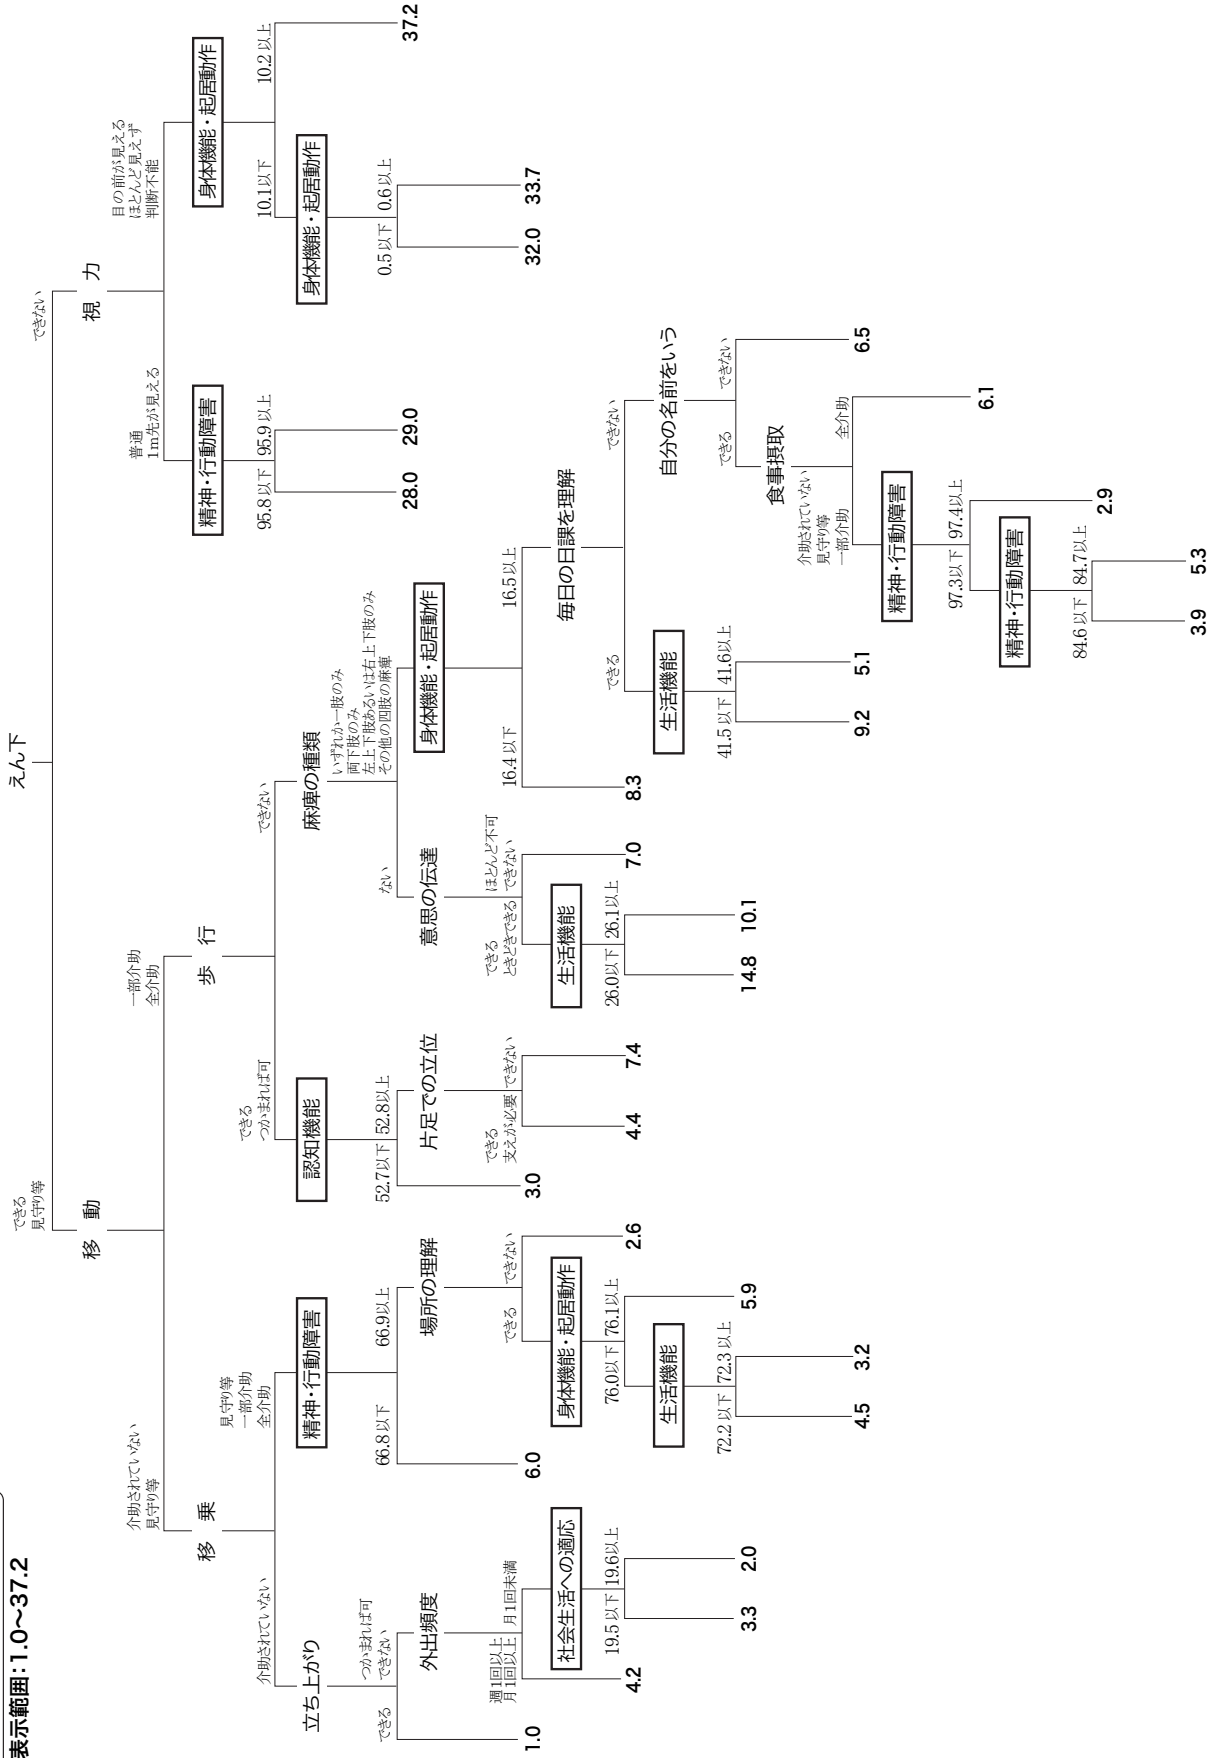 表示範囲：1.0～37.2
えん下
できる
見守り等
できない
移　動
視　力
介助されていない
見守り等
一部介助
全介助
普通
1m先が見える
目の前が見える
ほとんど見えず
判断不能
移　乗
歩　行
精神・行動障害
身体機能・起居動作
介助されていない
見守り等
一部介助
全介助
できる
つかまれば可
できない
95.8以下
95.9以上
10.1以下
10.2以上
立ち上がり
精神・行動障害
認知機能
麻痺の種類
28.0
29.0
身体機能・起居動作
37.2
できる
つかまれば可
できない
66.8以下
66.9以上
52.7以下
52.8以上
ない
いずれか一肢のみ
両下肢のみ
左上下肢あるいは右上下肢のみ
その他の四肢の麻痺
0.5以下
0.6以上
1.0
外出頻度
6.0
場所の理解
3.0
片足での立位
意思の伝達
身体機能・起居動作
32.0
33.7
週1回以上
月1回以上
月1回未満
できる
できない
できる
支えが必要
できない
できる
ときどきできる
ほとんど不可
できない
16.4以下
16.5以上
4.2
社会生活への適応
身体機能・起居動作
2.6
4.4
7.4
生活機能
7.0
8.3
毎日の日課を理解
19.5以下
19.6以上
76.0以下
76.1以上
26.0以下
26.1以上
できる
できない
3.3
2.0
生活機能
5.9
14.8
10.1
生活機能
自分の名前をいう
72.2以下
72.3以上
41.5以下
41.6以上
できる
できない
4.5
3.2
9.2
5.1
食事摂取
6.5
介助されていない
見守り等
一部介助
全介助
精神・行動障害
6.1
97.3以下
97.4以上
精神・行動障害
2.9
84.6以下
84.7以上
3.9
5.3